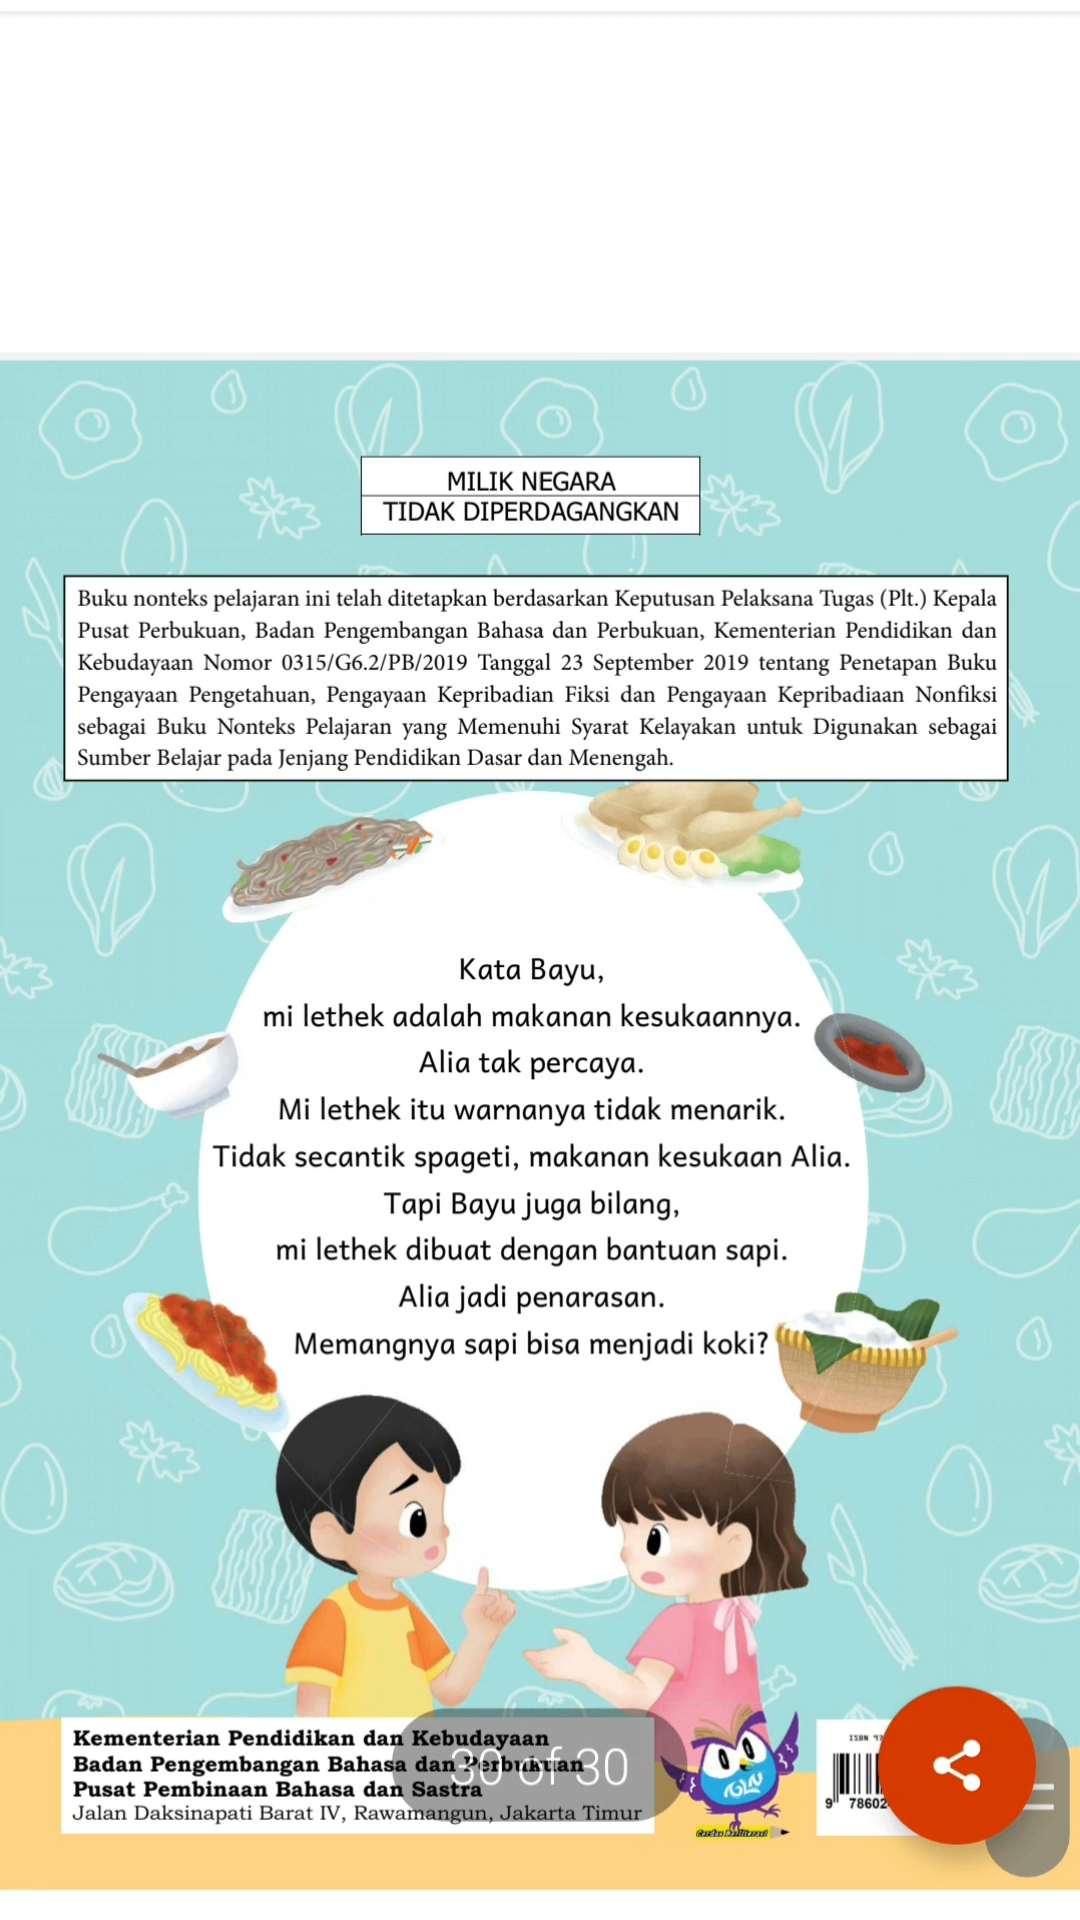 MILIK NEGARA
TIDAK DIPERDAGANGKAN
Buku nonteks pelajaran ini telah ditetapkan berdasarkan Keputusan Pelaksana Tugas (Plt.) Kepala
Pusat Perbukuan, Badan Pengembangan Bahasa dan Perbukuan, Kementerian Pendidikan dan
Kebudayaan Nomor 0315/G6.2/PB/2019 Tanggal 23 September 2019 tentang Penetapan Buku
Pengayaan Pengetahuan, Pengayaan Kepribadian Fiksi dan Pengayaan Kepribadiaan Nonfiksi
sebagai Buku Nonteks Pelajaran yang Memenuhi Syarat Kelayakan untuk Digunakan sebagai
Sumber Belajar pada Jenjang Pendidikan Dasar dan Menengah.
Kata Bayu,
mi lethek adalah makanan kesukaannya.
Alia tak percaya.
Mi lethek itu warnanya tidak menarik.
Tidak secantik spageti, makanan kesukaan Alia.
Tapi Bayu juga bilang,
mi lethek dibuat dengan bantuan sapi.
Alia jadi penarasan.
Memangnya sapi bisa menjadi koki?
Kementerian Pendidikan dan Kebudayaan
Badan Pengembangan Bahasa dan Perbukuan
Pusat Pembinaan Bahasa dan Sastra
Jalan Daksinapati Barat IV, Rawamangun, Jakarta Timur
30 of 30
Cerdas Berliterasi
ISBN 97
9 78602